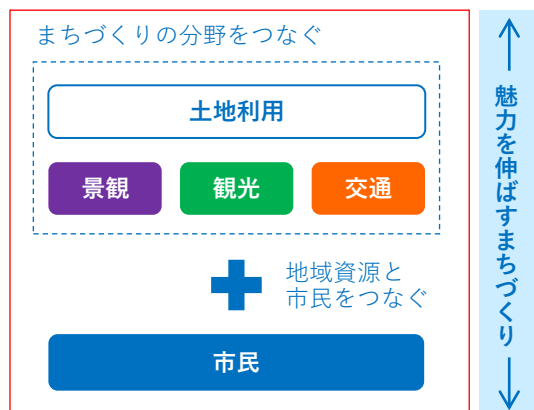 まちづくりの分野をつなぐ
土地利用
景観
観光
交通
地域資源と
市民をつなぐ
市民
魅力を伸ばすまちづくり